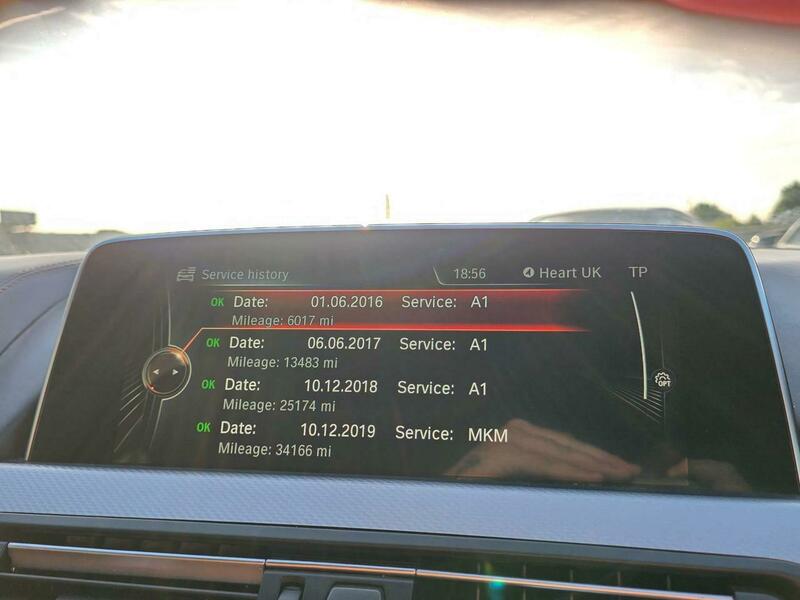 Service history 18:56 Heart UK TP
OK Date: 01.06.2016 Service: A1
Mileage: 6017 mi
OK Date: 06.06.2017 Service: A1
Mileage: 13483 mi
OK Date: 10.12.2018 Service: A1
Mileage: 25174 mi
OK Date: 10.12.2019 Service: MKM
Mileage: 34166 mi
OPT